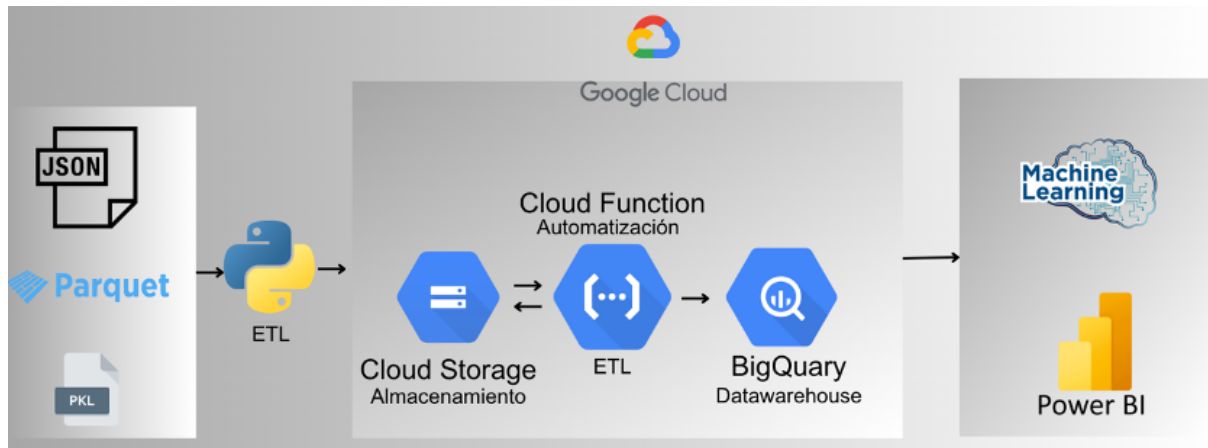 Google Cloud
JSON
Parquet
PKL
ETL
Cloud Function
Automatización
ETL
Cloud Storage
Almacenamiento
BigQuary
Datawarehouse
Machine
Learning
Power BI